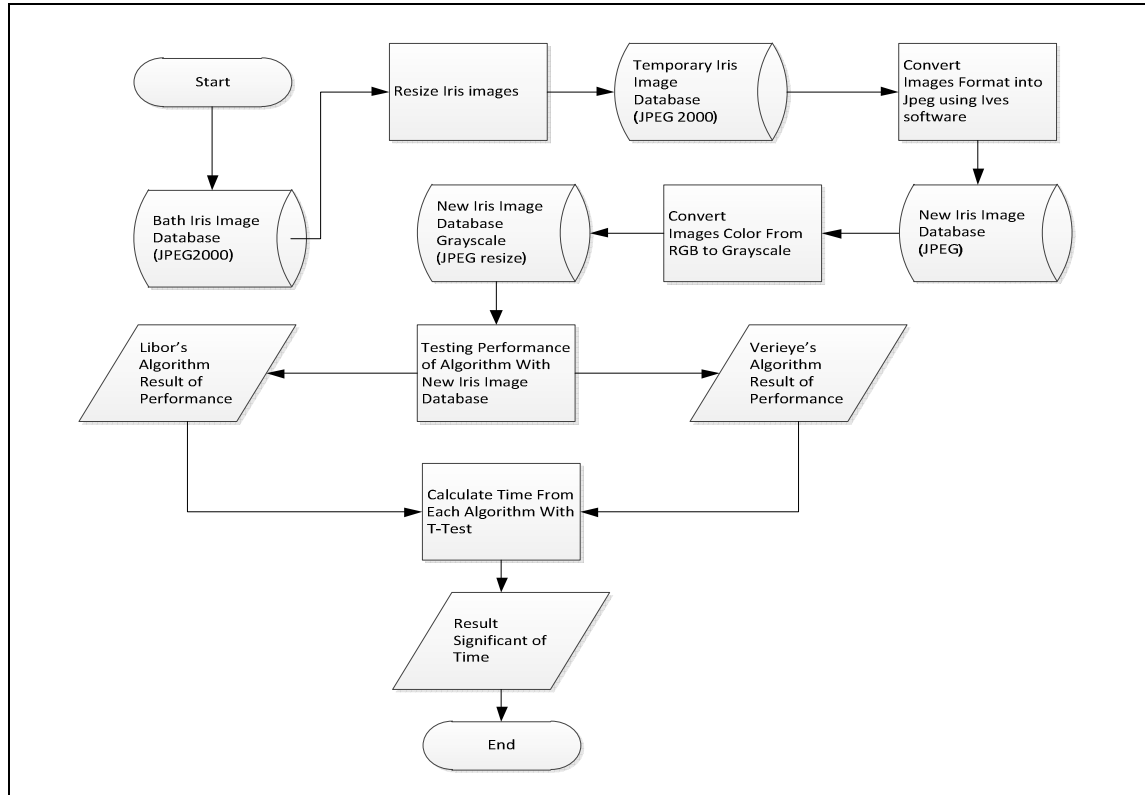 Start
Bath Iris Image
Database
(JPEG2000)
Resize Iris images
Temporary Iris
Image
Database
(JPEG 2000)
Convert
Images Format into
Jpeg using Ives
software
New Iris Image
Database
(JPEG)
Convert
Images Color From
RGB to Grayscale
New Iris Image
Database
Grayscale
(JPEG resize)
Testing Performance
of Algorithm With
New Iris Image
Database
Libor’s
Algorithm
Result of
Performance
Verieye’s
Algorithm
Result of
Performance
Calculate Time From
Each Algorithm With
T-Test
Result
Significant of
Time
End